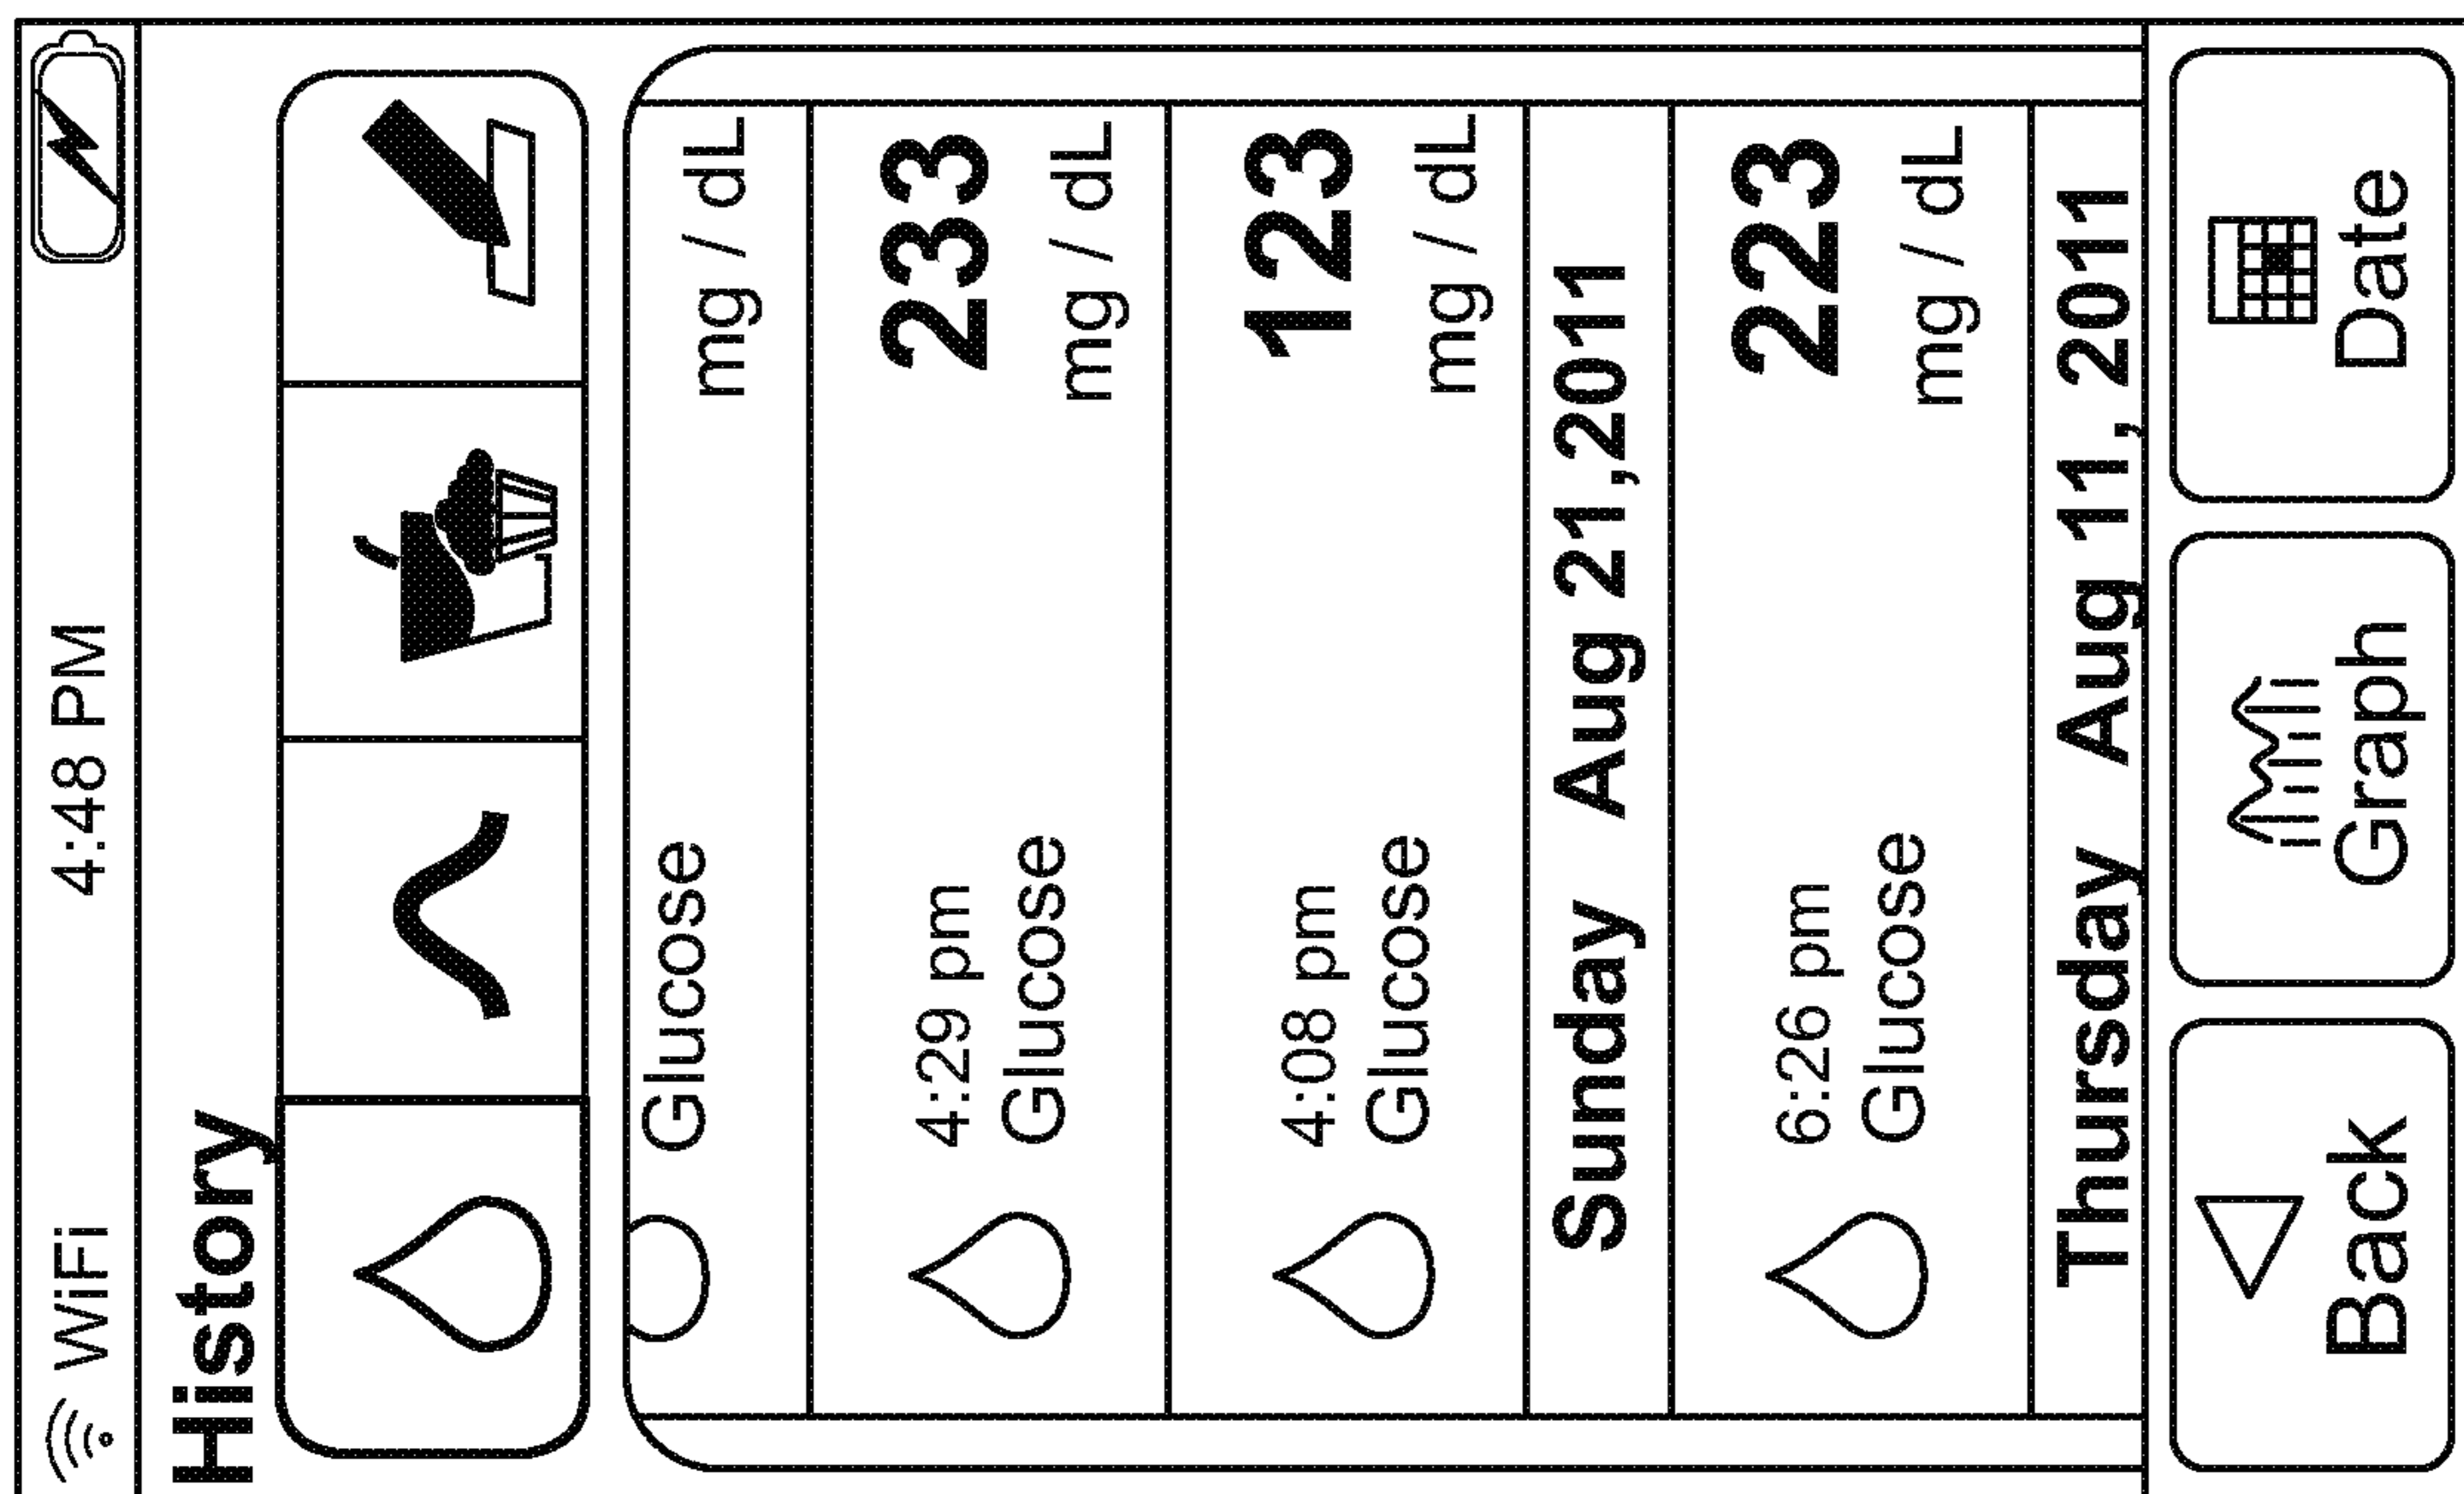 WiFi 4:48 PM
History
Glucose
mg / dL
4:29 pm 233
Glucose mg / dL
4:08 pm 123
Glucose mg / dL
Sunday Aug 21,2011
6:26 pm 223
Glucose mg / dL
Thursday Aug 11, 2011
Back Graph Date